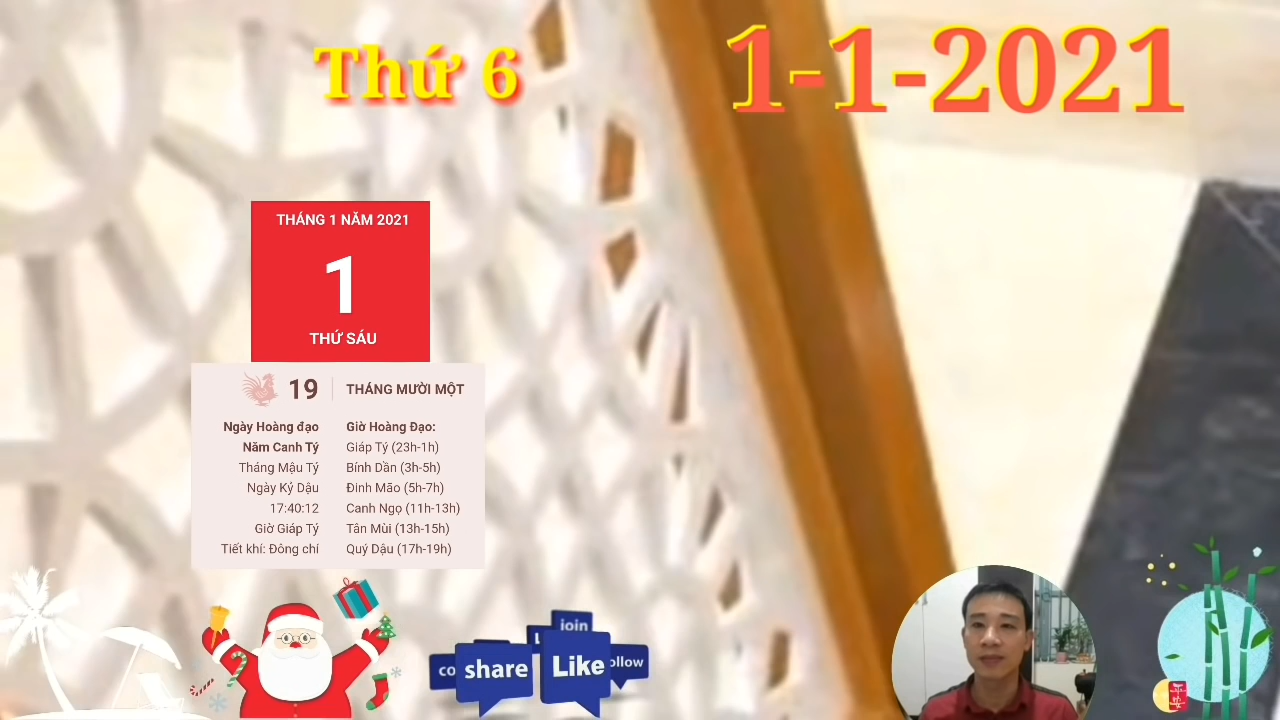 Thứ 6
1-1-2021
THÁNG 1 NĂM 2021
1
THỨ SÁU
19
THÁNG MƯỜI MỘT
Ngày Hoàng đạo
Năm Canh Tý
Tháng Mậu Tý
Ngày Kỷ Dậu
17:40:12
Giờ Giáp Tý
Tiết khí: Đông chí
Giờ Hoàng Đạo:
Giáp Tý (23h-1h)
Bính Dần (3h-5h)
Đinh Mão (5h-7h)
Canh Ngọ (11h-13h)
Tân Mùi (13h-15h)
Quý Dậu (17h-19h)
join
L
co
share
Like
ollow